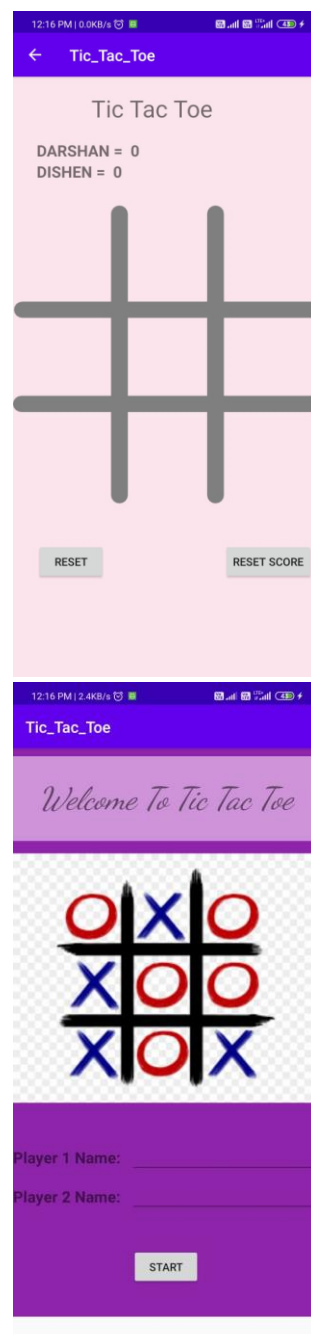 12:16 PM | 0.0KB/s
Tic_Tac_Toe
Tic Tac Toe
DARSHAN = 0
DISHEN = 0
RESET
RESET SCORE
12:16 PM | 2.4KB/s
Tic_Tac_Toe
Welcome To Tic Tac Toe
O X O
X O O
X O X
Player 1 Name:
Player 2 Name:
START